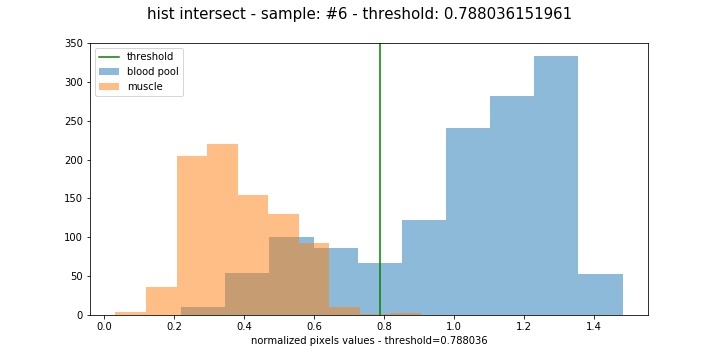 hist intersect - sample: #6 - threshold: 0.788036151961
350
300
250
200
150
100
50
0
threshold
blood pool
muscle
0.0 0.2 0.4 0.6 0.8 1.0 1.2 1.4
normalized pixels values - threshold=0.788036